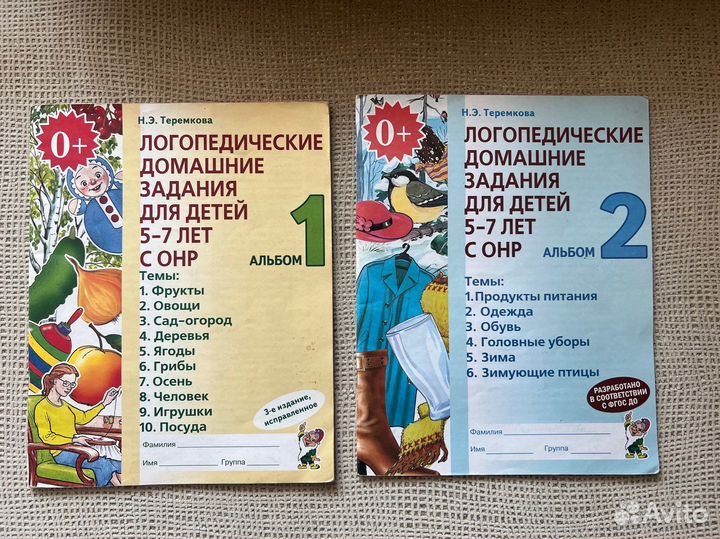 0+
Н.Э. Теремкова
ЛОГОПЕДИЧЕСКИЕ
ДОМАШНИЕ
ЗАДАНИЯ
ДЛЯ ДЕТЕЙ
5-7 ЛЕТ
С ОНР
АЛЬБОМ 1
Темы:
1. Фрукты
2. Овощи
3. Сад-огород
4. Деревья
5. Ягоды
6. Грибы
7. Осень
8. Человек
9. Игрушки
10. Посуда
3-е издание,
исправленное
Фамилия
Имя Группа
0+
Н.Э. Теремкова
ЛОГОПЕДИЧЕСКИЕ
ДОМАШНИЕ
ЗАДАНИЯ
ДЛЯ ДЕТЕЙ
5-7 ЛЕТ
С ОНР
АЛЬБОМ 2
Темы:
1.Продукты питания
2. Одежда
3. Обувь
4. Головные уборы
5. Зима
6. Зимующие птицы
РАЗРАБОТАНО
В СООТВЕТСТВИИ
С ФГОС ДО
Фамилия
Имя Группа
Avito